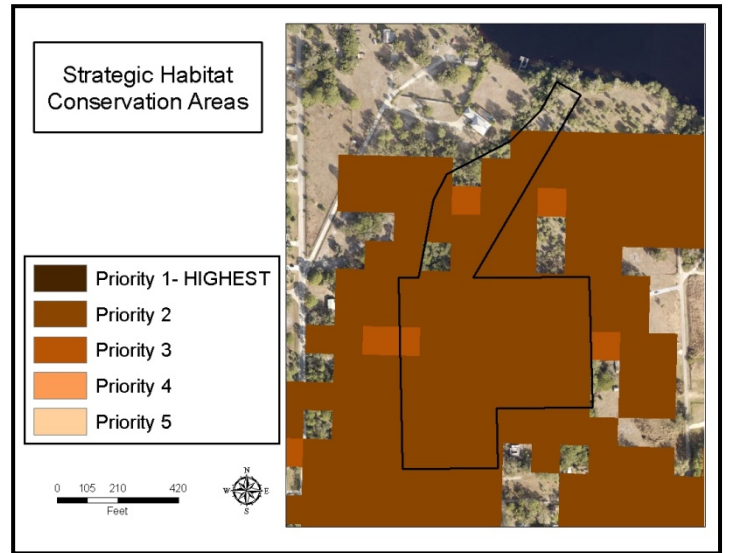 Strategic Habitat
Conservation Areas
Priority 1- HIGHEST
Priority 2
Priority 3
Priority 4
Priority 5
0 105 210 420
Feet
N
W E
S